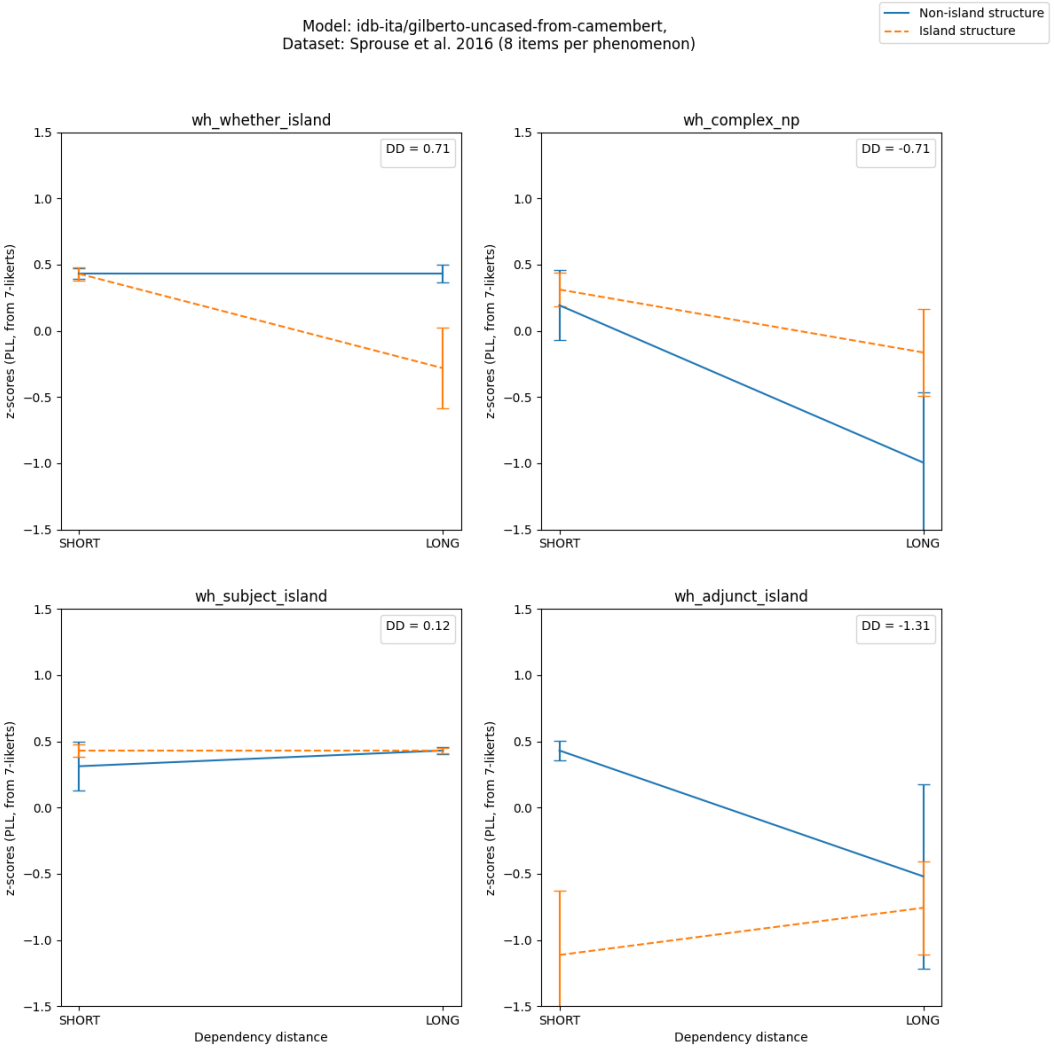 Model: idb-ita/gilberto-uncased-from-camembert,
Dataset: Sprouse et al. 2016 (8 items per phenomenon)
Non-island structure
Island structure
wh_whether_island
DD = 0.71
z-scores (PLL, from 7-likerts)
1.5
1.0
0.5
0.0
−0.5
−1.0
−1.5
SHORT
LONG
wh_complex_np
DD = -0.71
z-scores (PLL, from 7-likerts)
1.5
1.0
0.5
0.0
−0.5
−1.0
−1.5
SHORT
LONG
wh_subject_island
DD = 0.12
z-scores (PLL, from 7-likerts)
1.5
1.0
0.5
0.0
−0.5
−1.0
−1.5
SHORT
LONG
Dependency distance
wh_adjunct_island
DD = -1.31
z-scores (PLL, from 7-likerts)
1.5
1.0
0.5
0.0
−0.5
−1.0
−1.5
SHORT
LONG
Dependency distance